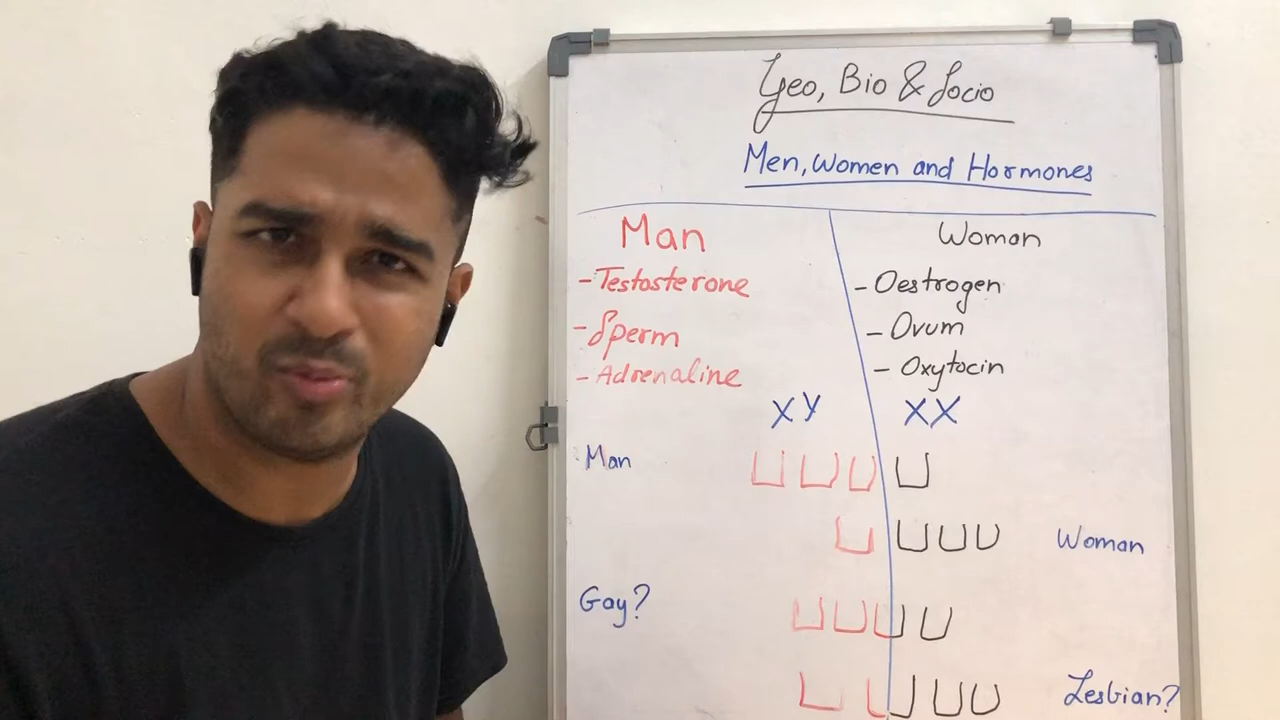 Geo, Bio & Socio
Men, Women and Hormones
Man Woman
- Testosterone - Oestrogen
- Sperm - Ovum
- Adrenaline - Oxytocin
XY XX
Man
Woman
Gay?
Lesbian?